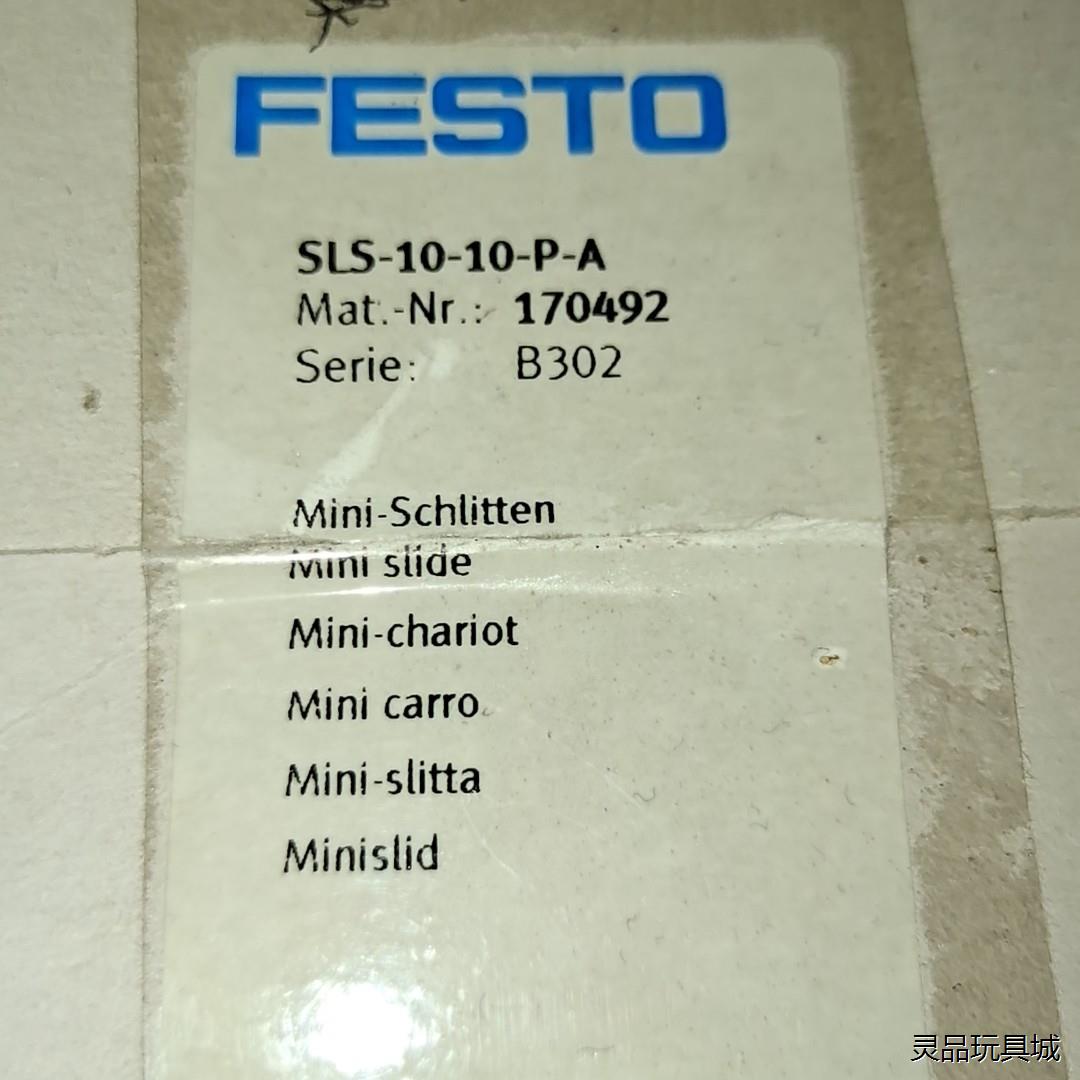 FESTO
SLS-10-10-P-A
Mat.-Nr.: 170492
Serie: B302
Mini-Schlitten
Mini slide
Mini-chariot
Mini carro
Mini-slitta
Minislid
灵品玩具城